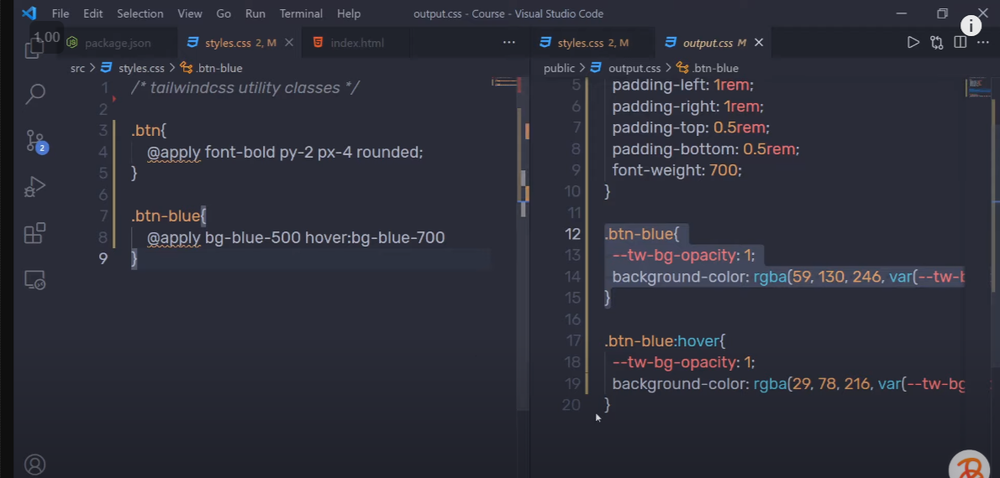 File Edit Selection View Go Run Terminal Help output.css - Course - Visual Studio Code
1.00
package.json styles.css 2, M index.html ...
styles.css 2, M output.css M ...
src > styles.css > .btn-blue
public > output.css > .btn-blue
1 /* tailwindcss utility classes */
2
3 .btn{
4 @apply font-bold py-2 px-4 rounded;
5 }
6
7 .btn-blue{
8 @apply bg-blue-500 hover:bg-blue-700
9 }
2
5 padding-left: 1rem;
6 padding-right: 1rem;
7 padding-top: 0.5rem;
8 padding-bottom: 0.5rem;
9 font-weight: 700;
10 }
11
12 .btn-blue{
13 --tw-bg-opacity: 1;
14 background-color: rgba(59, 130, 246, var(--tw-b
15 }
16
17 .btn-blue:hover{
18 --tw-bg-opacity: 1;
19 background-color: rgba(29, 78, 216, var(--tw-bg
20 }